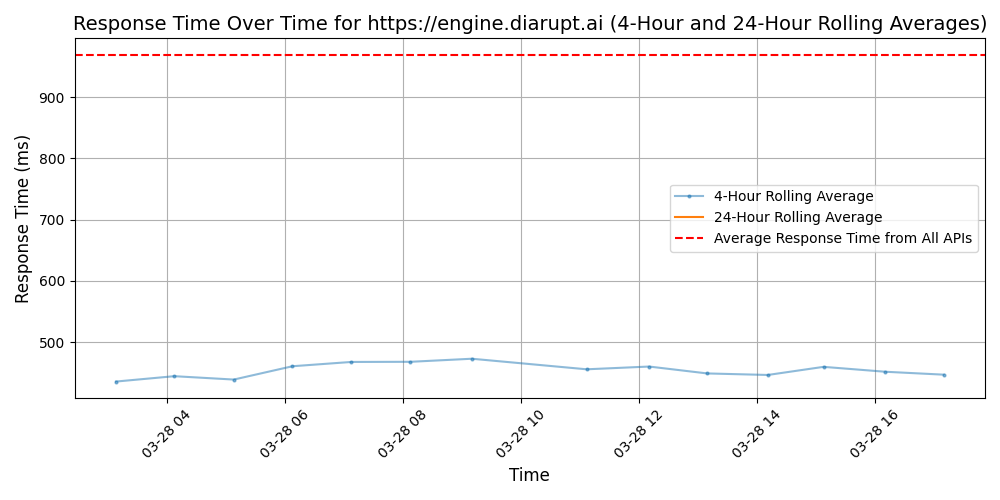 Response Time Over Time for https://engine.diarupt.ai (4-Hour and 24-Hour Rolling Averages)
Response Time (ms)
900
800
700
600
500
4-Hour Rolling Average
24-Hour Rolling Average
Average Response Time from All APIs
03-28 04
03-28 06
03-28 08
03-28 10
03-28 12
03-28 14
03-28 16
Time